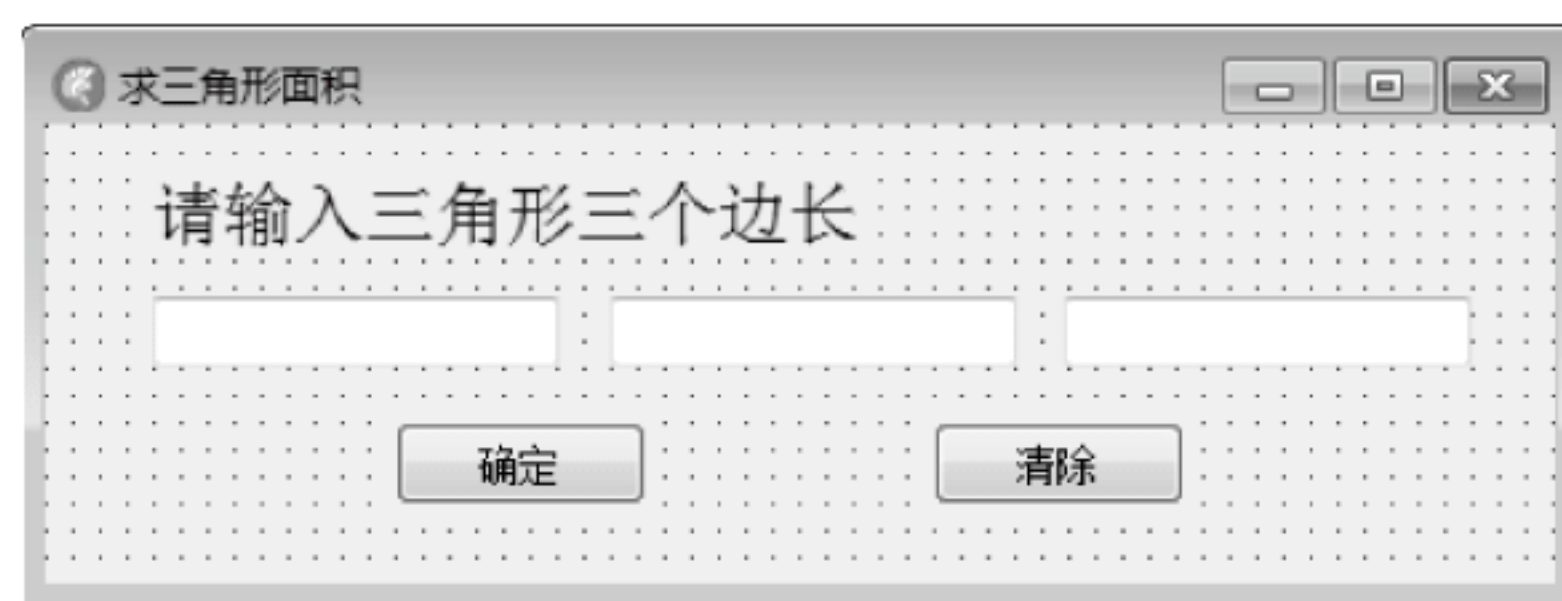 求三角形面积
请输入三角形三个边长
确定 清除